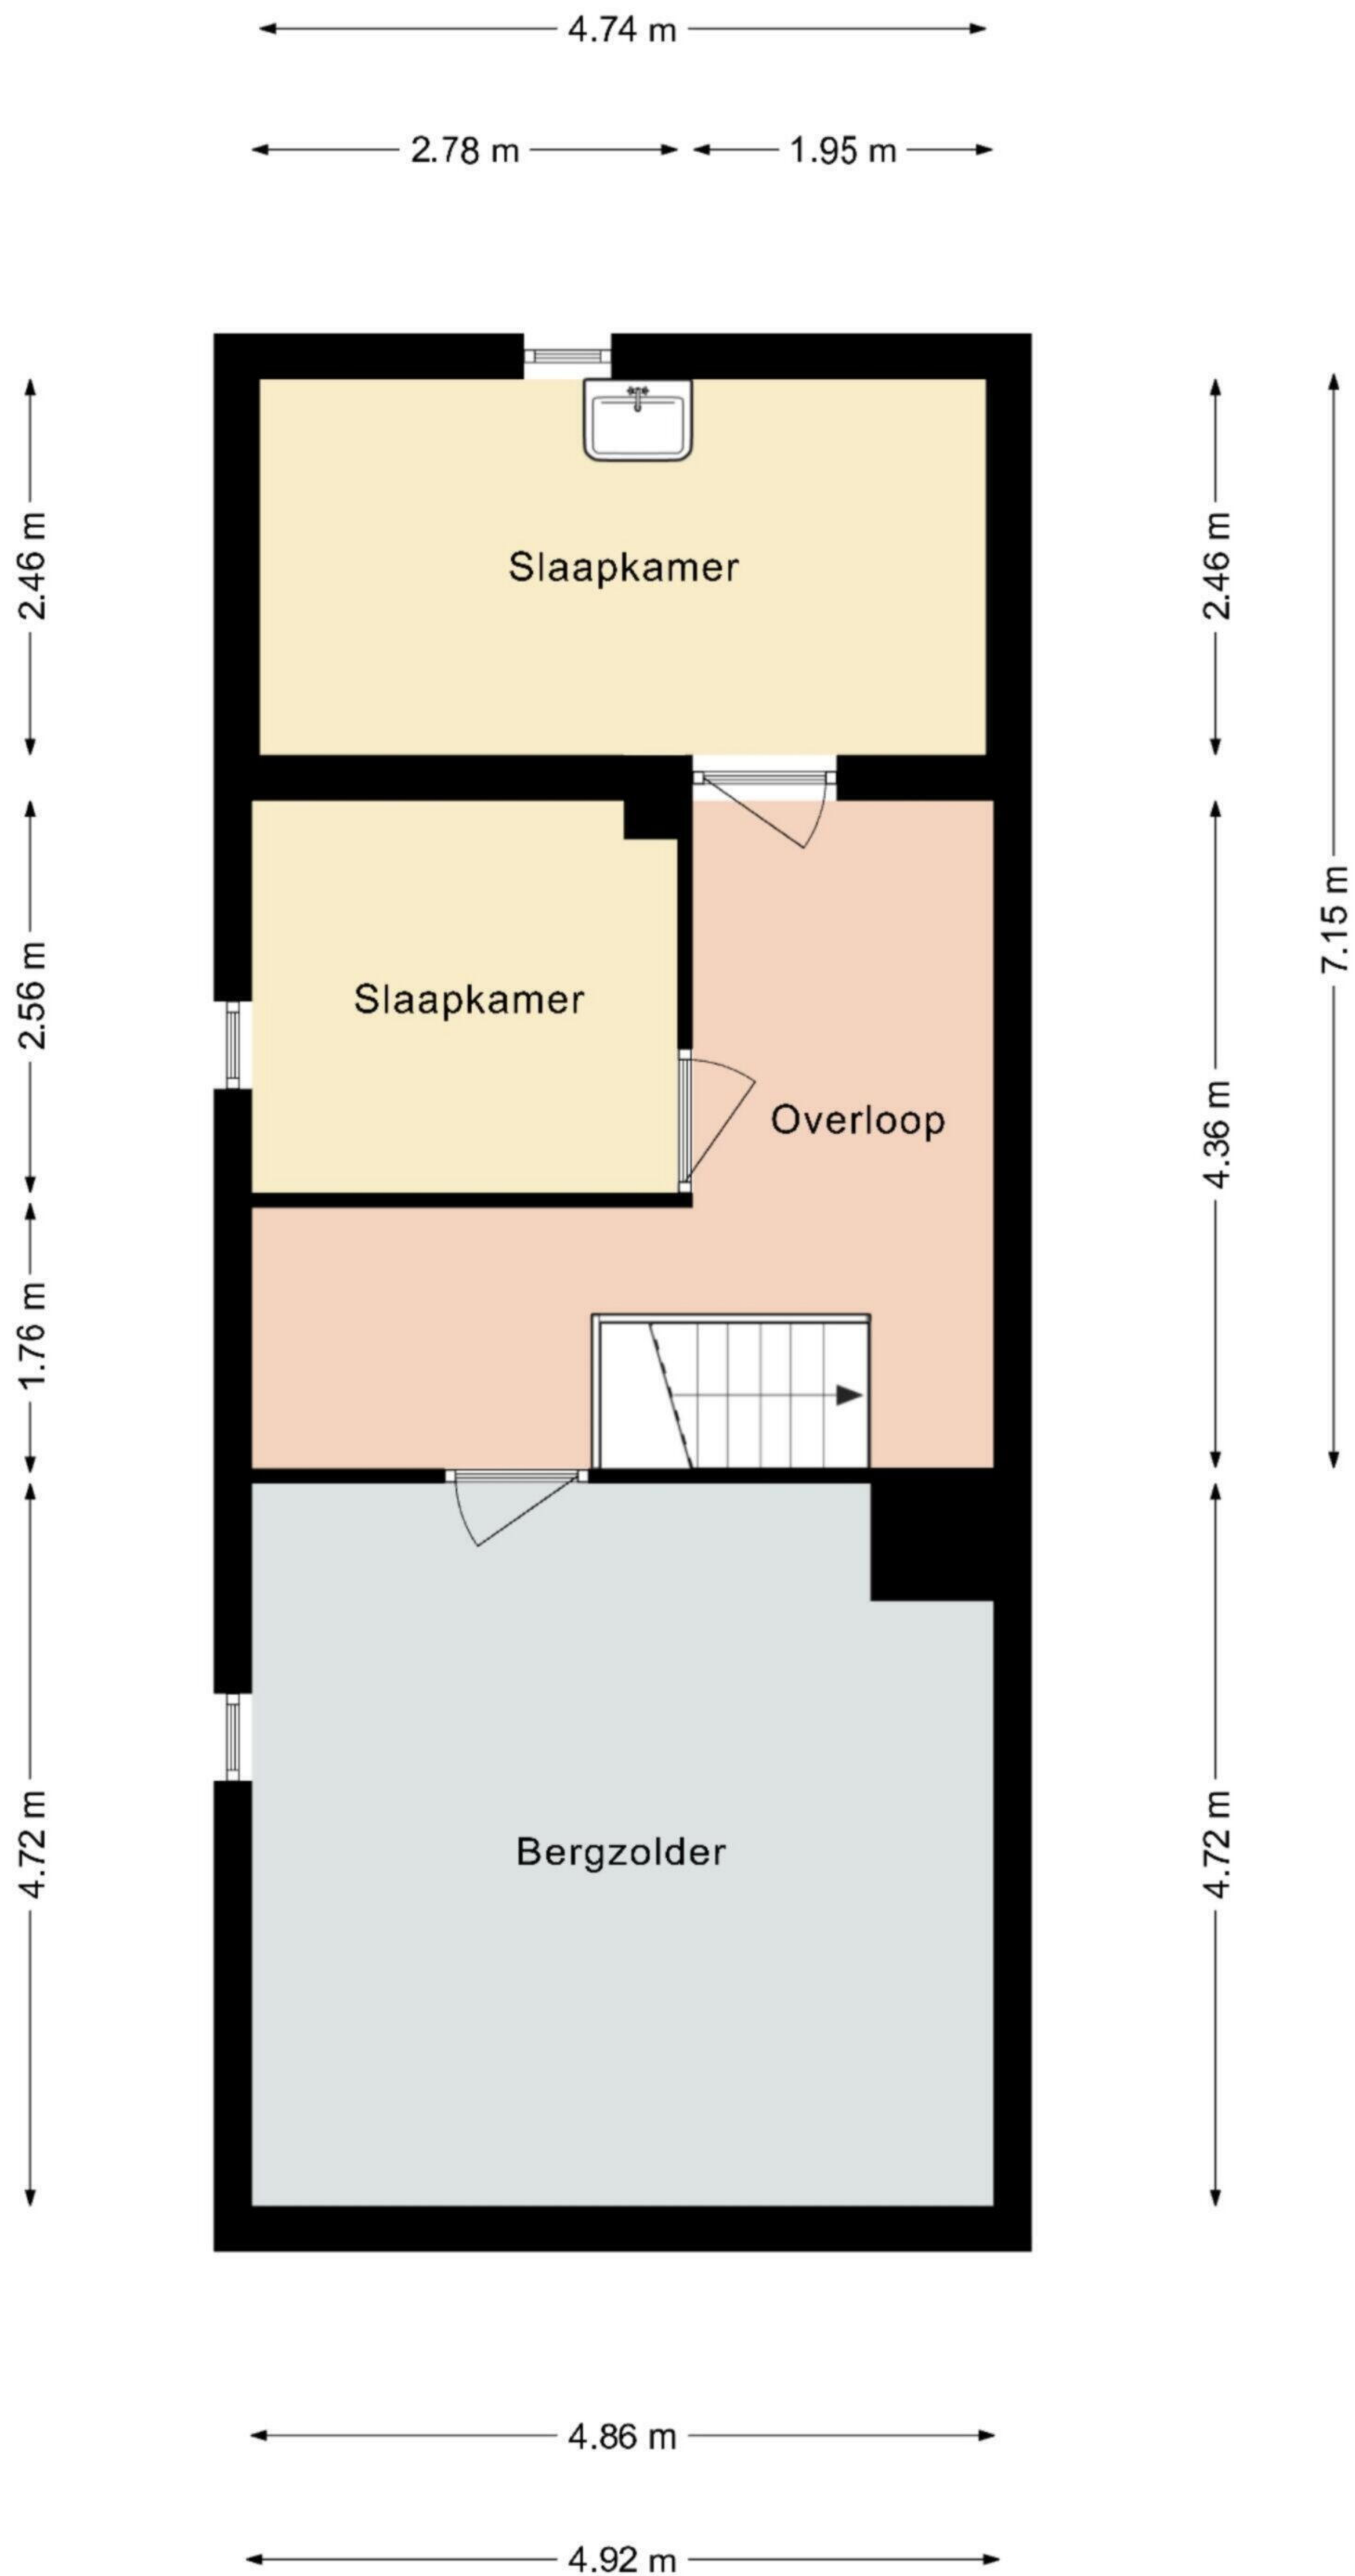 4.74 m
2.78 m
1.95 m
2.46 m
Slaapkamer
2.46 m
7.15 m
2.56 m
Slaapkamer
Overloop
4.36 m
1.76 m
4.72 m
Bergzolder
4.72 m
4.86 m
4.92 m